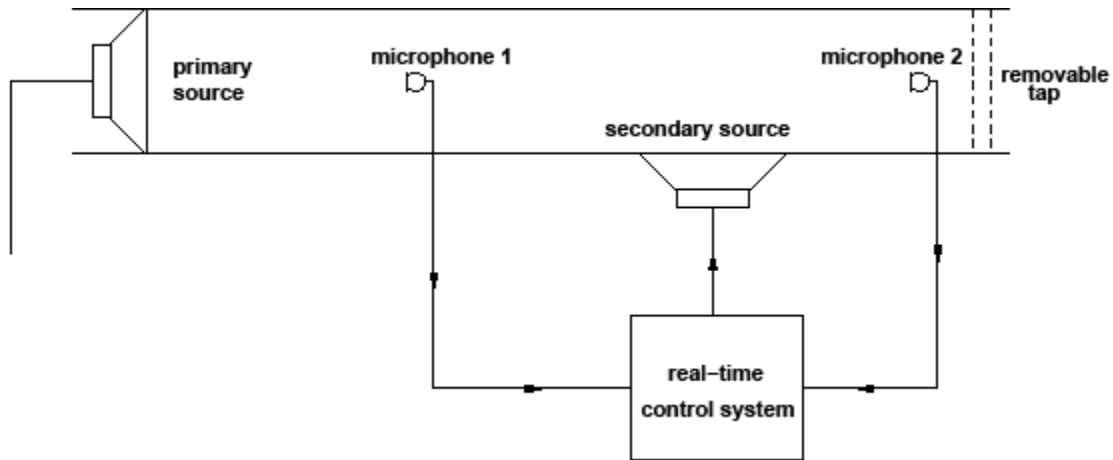 primary
source
microphone 1
microphone 2
removable
tap
secondary source
real-time
control system